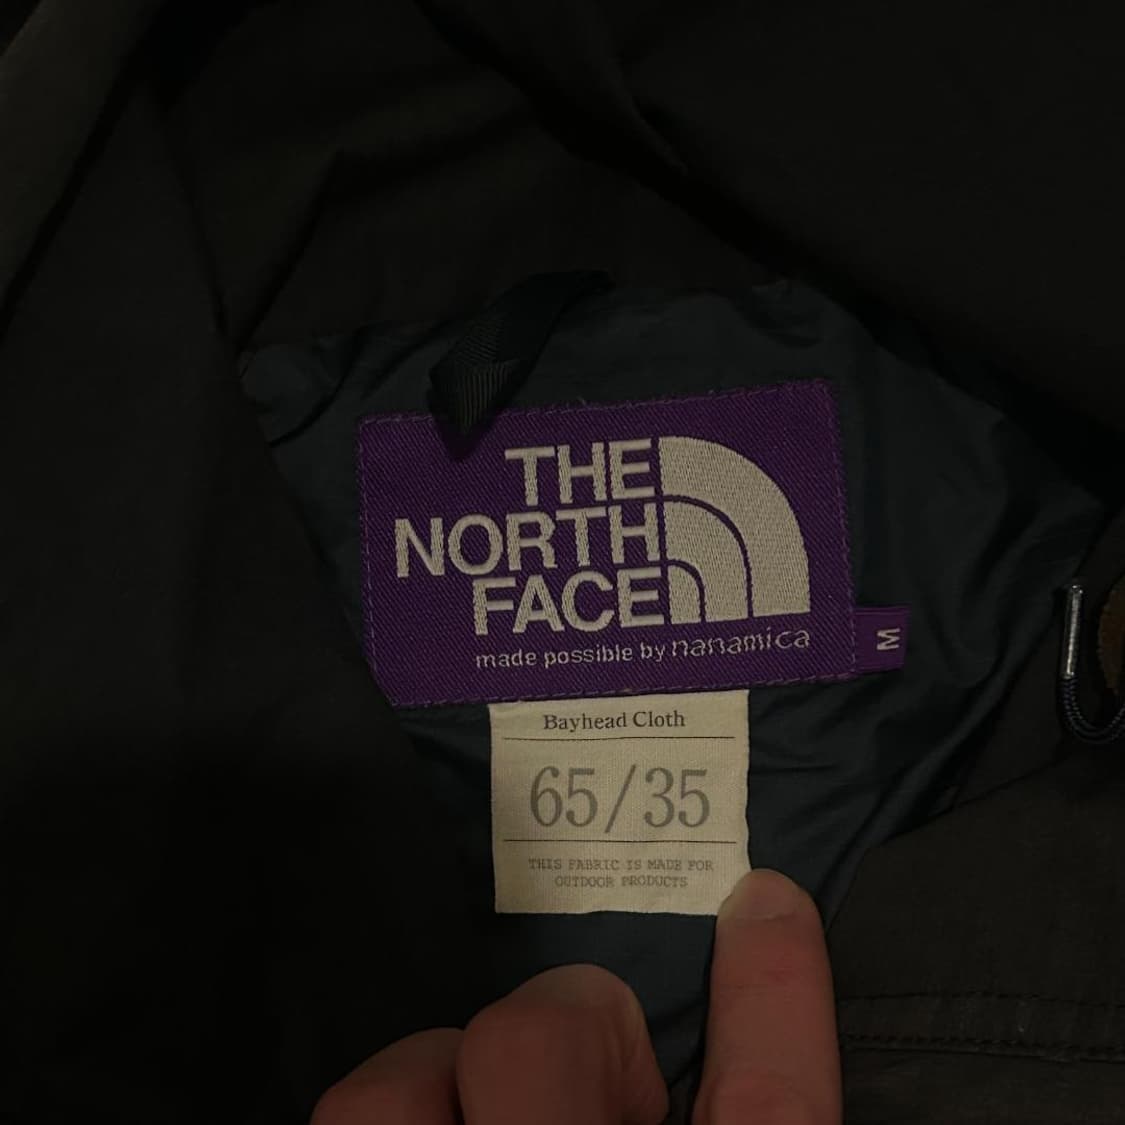 THE
NORTH
FACE
made possible by nanamica
M
Bayhead Cloth
65/35
THIS FABRIC IS MADE FOR
OUTDOOR PRODUCTS